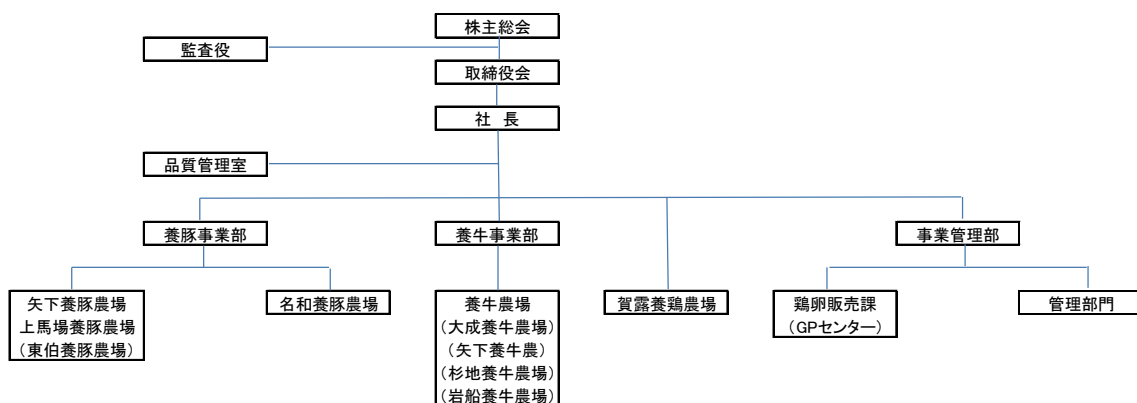 株主総会
監査役
取締役会
社 長
品質管理室
養豚事業部
養牛事業部
事業管理部
矢下養豚農場
上馬場養豚農場
(東伯養豚農場)
名和養豚農場
養牛農場
(大成養牛農場)
(矢下養牛農)
(杉地養牛農場)
(岩船養牛農場)
賀露養鶏農場
鶏卵販売課
(GPセンター)
管理部門